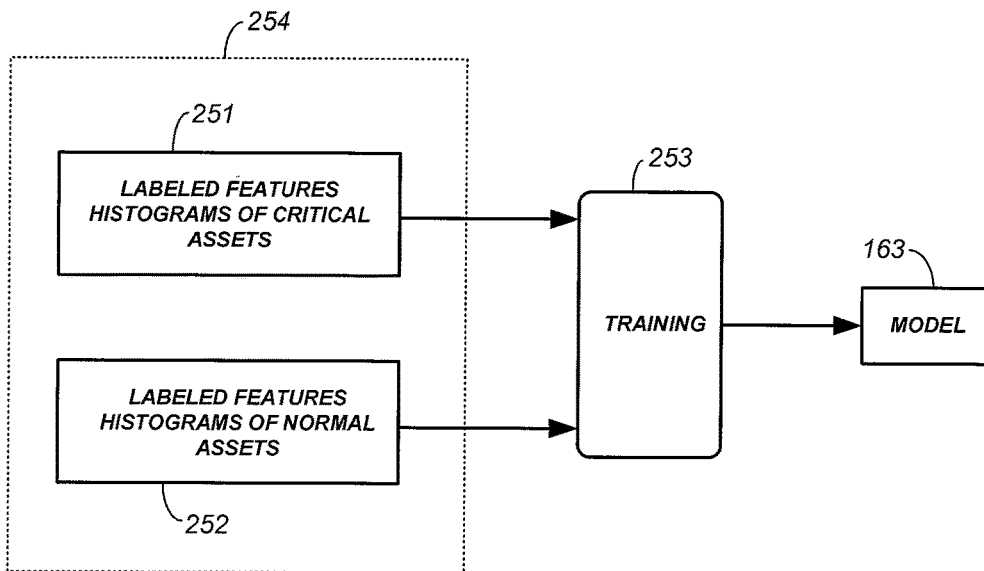 254
251
LABELED FEATURES
HISTOGRAMS OF CRITICAL
ASSETS
253
TRAINING
163
MODEL
LABELED FEATURES
HISTOGRAMS OF NORMAL
ASSETS
252